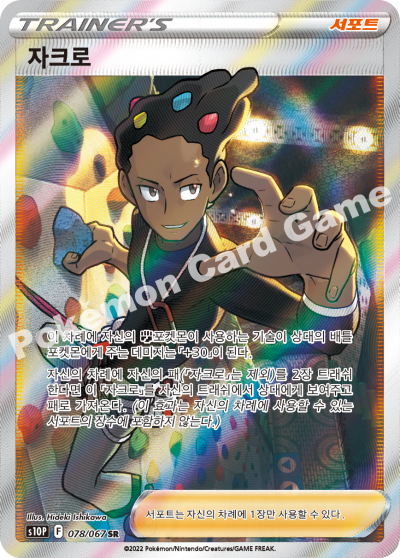 TRAINER'S
서포트
자크로
Pokémon Card Game
이 차례에 자신의 포켓몬이 사용하는 기술이 상대의 배틀
포켓몬에게 주는 데미지는 「+30」이 된다.
자신의 차례에 자신의 패(「자크로」는 제외)를 2장 트래쉬
한다면 이 「자크로」를 자신의 트래쉬에서 상대에게 보여주고
패로 가져온다. (이 효과는 자신의 차례에 사용할 수 있는
서포트의 장수에 포함하지 않는다.)
Illus. Hideki Ishikawa
s10P F 078/067 SR
서포트는 자신의 차례에 1장만 사용할 수 있다.
©2022 Pokémon/Nintendo/Creatures/GAME FREAK.